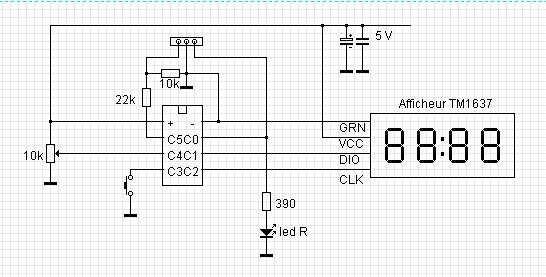 5 V
10k
22k
Afficheur TM1637
+ -
GRN
C5C0
VCC
10k
C4C1
DIO
C3C2
CLK
88:88
390
led R